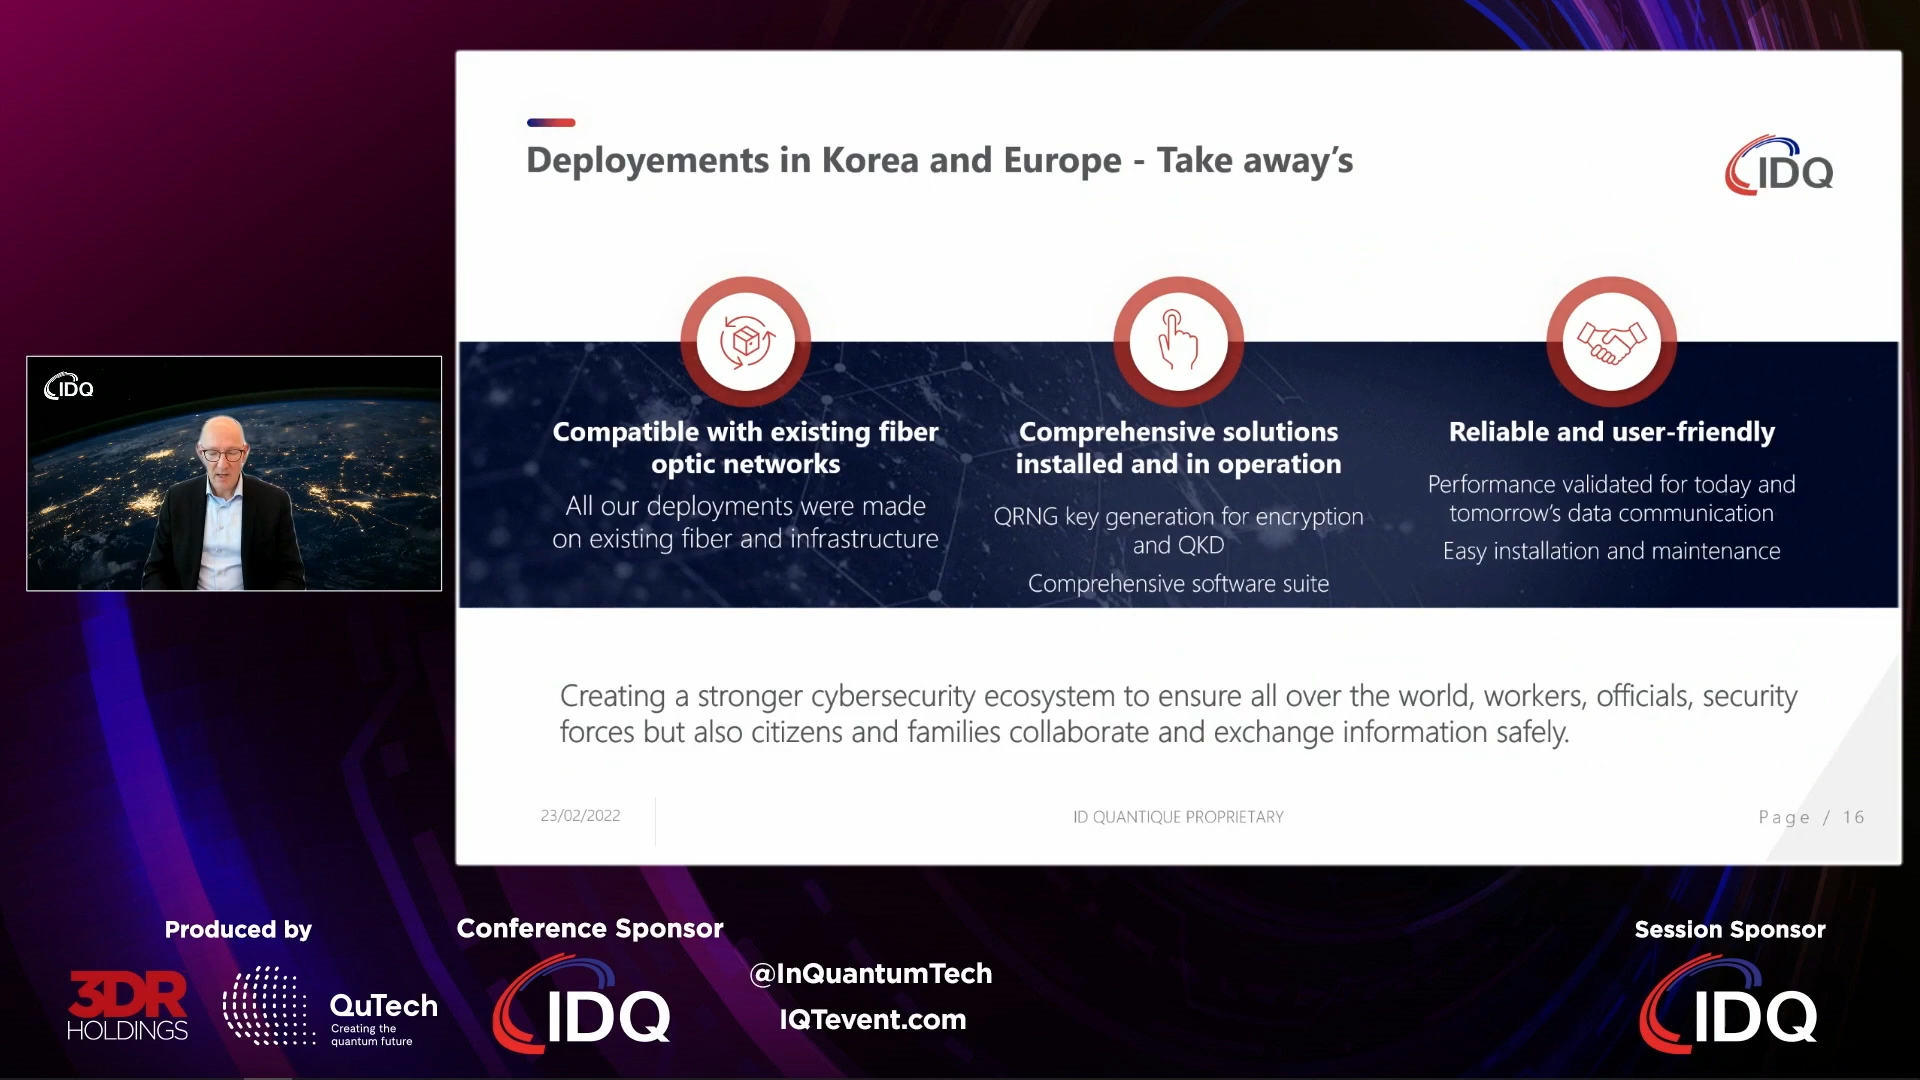 Deployements in Korea and Europe - Take away’s
IDQ
IDQ
Compatible with existing fiber
optic networks
All our deployments were made
on existing fiber and infrastructure
Comprehensive solutions
installed and in operation
QRNG key generation for encryption
and QKD
Comprehensive software suite
Reliable and user-friendly
Performance validated for today and
tomorrow’s data communication
Easy installation and maintenance
Creating a stronger cybersecurity ecosystem to ensure all over the world, workers, officials, security
forces but also citizens and families collaborate and exchange information safely.
23/02/2022
ID QUANTIQUE PROPRIETARY
Page / 16
Produced by
3DR
HOLDINGS
QuTech
Creating the
quantum future
Conference Sponsor
IDQ
@InQuantumTech
IQTevent.com
Session Sponsor
IDQ